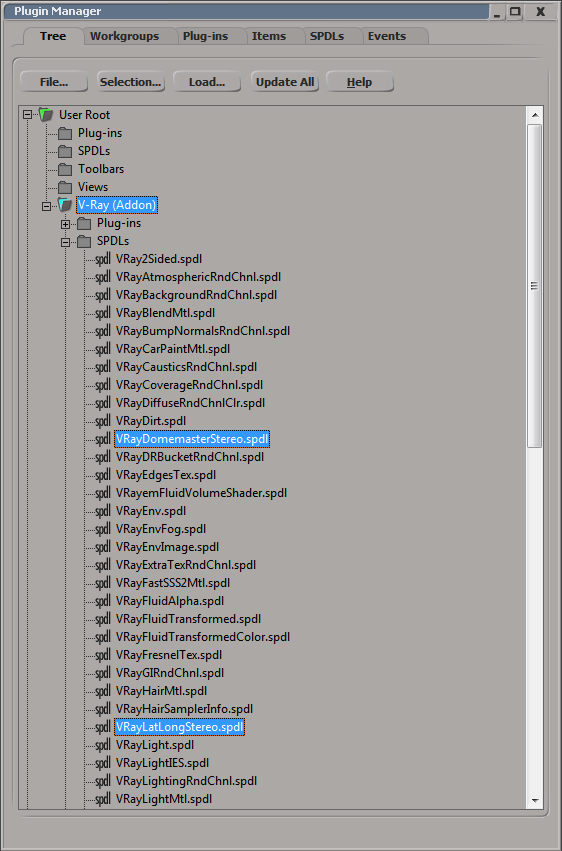 Plugin Manager
Tree Workgroups Plug-ins Items SPDLs Events
File... Selection... Load... Update All Help
User Root
Plug-ins
SPDLs
Toolbars
Views
V-Ray (Addon)
Plug-ins
SPDLs
spdl VRay2Sided.spdl
spdl VRayAtmosphericRndChnl.spdl
spdl VRayBackgroundRndChnl.spdl
spdl VRayBlendMtl.spdl
spdl VRayBumpNormalsRndChnl.spdl
spdl VRayCarPaintMtl.spdl
spdl VRayCausticsRndChnl.spdl
spdl VRayCoverageRndChnl.spdl
spdl VRayDiffuseRndChnlClr.spdl
spdl VRayDirt.spdl
spdl VRayDomemasterStereo.spdl
spdl VRayDRBucketRndChnl.spdl
spdl VRayEdgesTex.spdl
spdl VRayemFluidVolumeShader.spdl
spdl VRayEnv.spdl
spdl VRayEnvFog.spdl
spdl VRayEnvImage.spdl
spdl VRayExtraTexRndChnl.spdl
spdl VRayFastSSS2Mtl.spdl
spdl VRayFluidAlpha.spdl
spdl VRayFluidTransformed.spdl
spdl VRayFluidTransformedColor.spdl
spdl VRayFresnelTex.spdl
spdl VRayGIRndChnl.spdl
spdl VRayHairMtl.spdl
spdl VRayHairSamplerInfo.spdl
spdl VRayLatLongStereo.spdl
spdl VRayLight.spdl
spdl VRayLightIES.spdl
spdl VRayLightingRndChnl.spdl
spdl VRayLightMtl.spdl